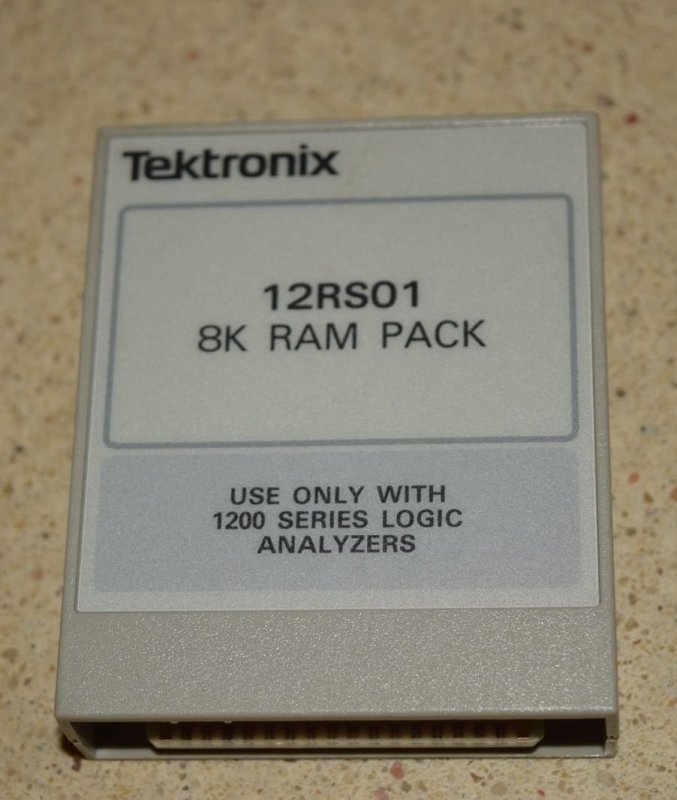 Tektronix
12RS01
8K RAM PACK
USE ONLY WITH
1200 SERIES LOGIC
ANALYZERS